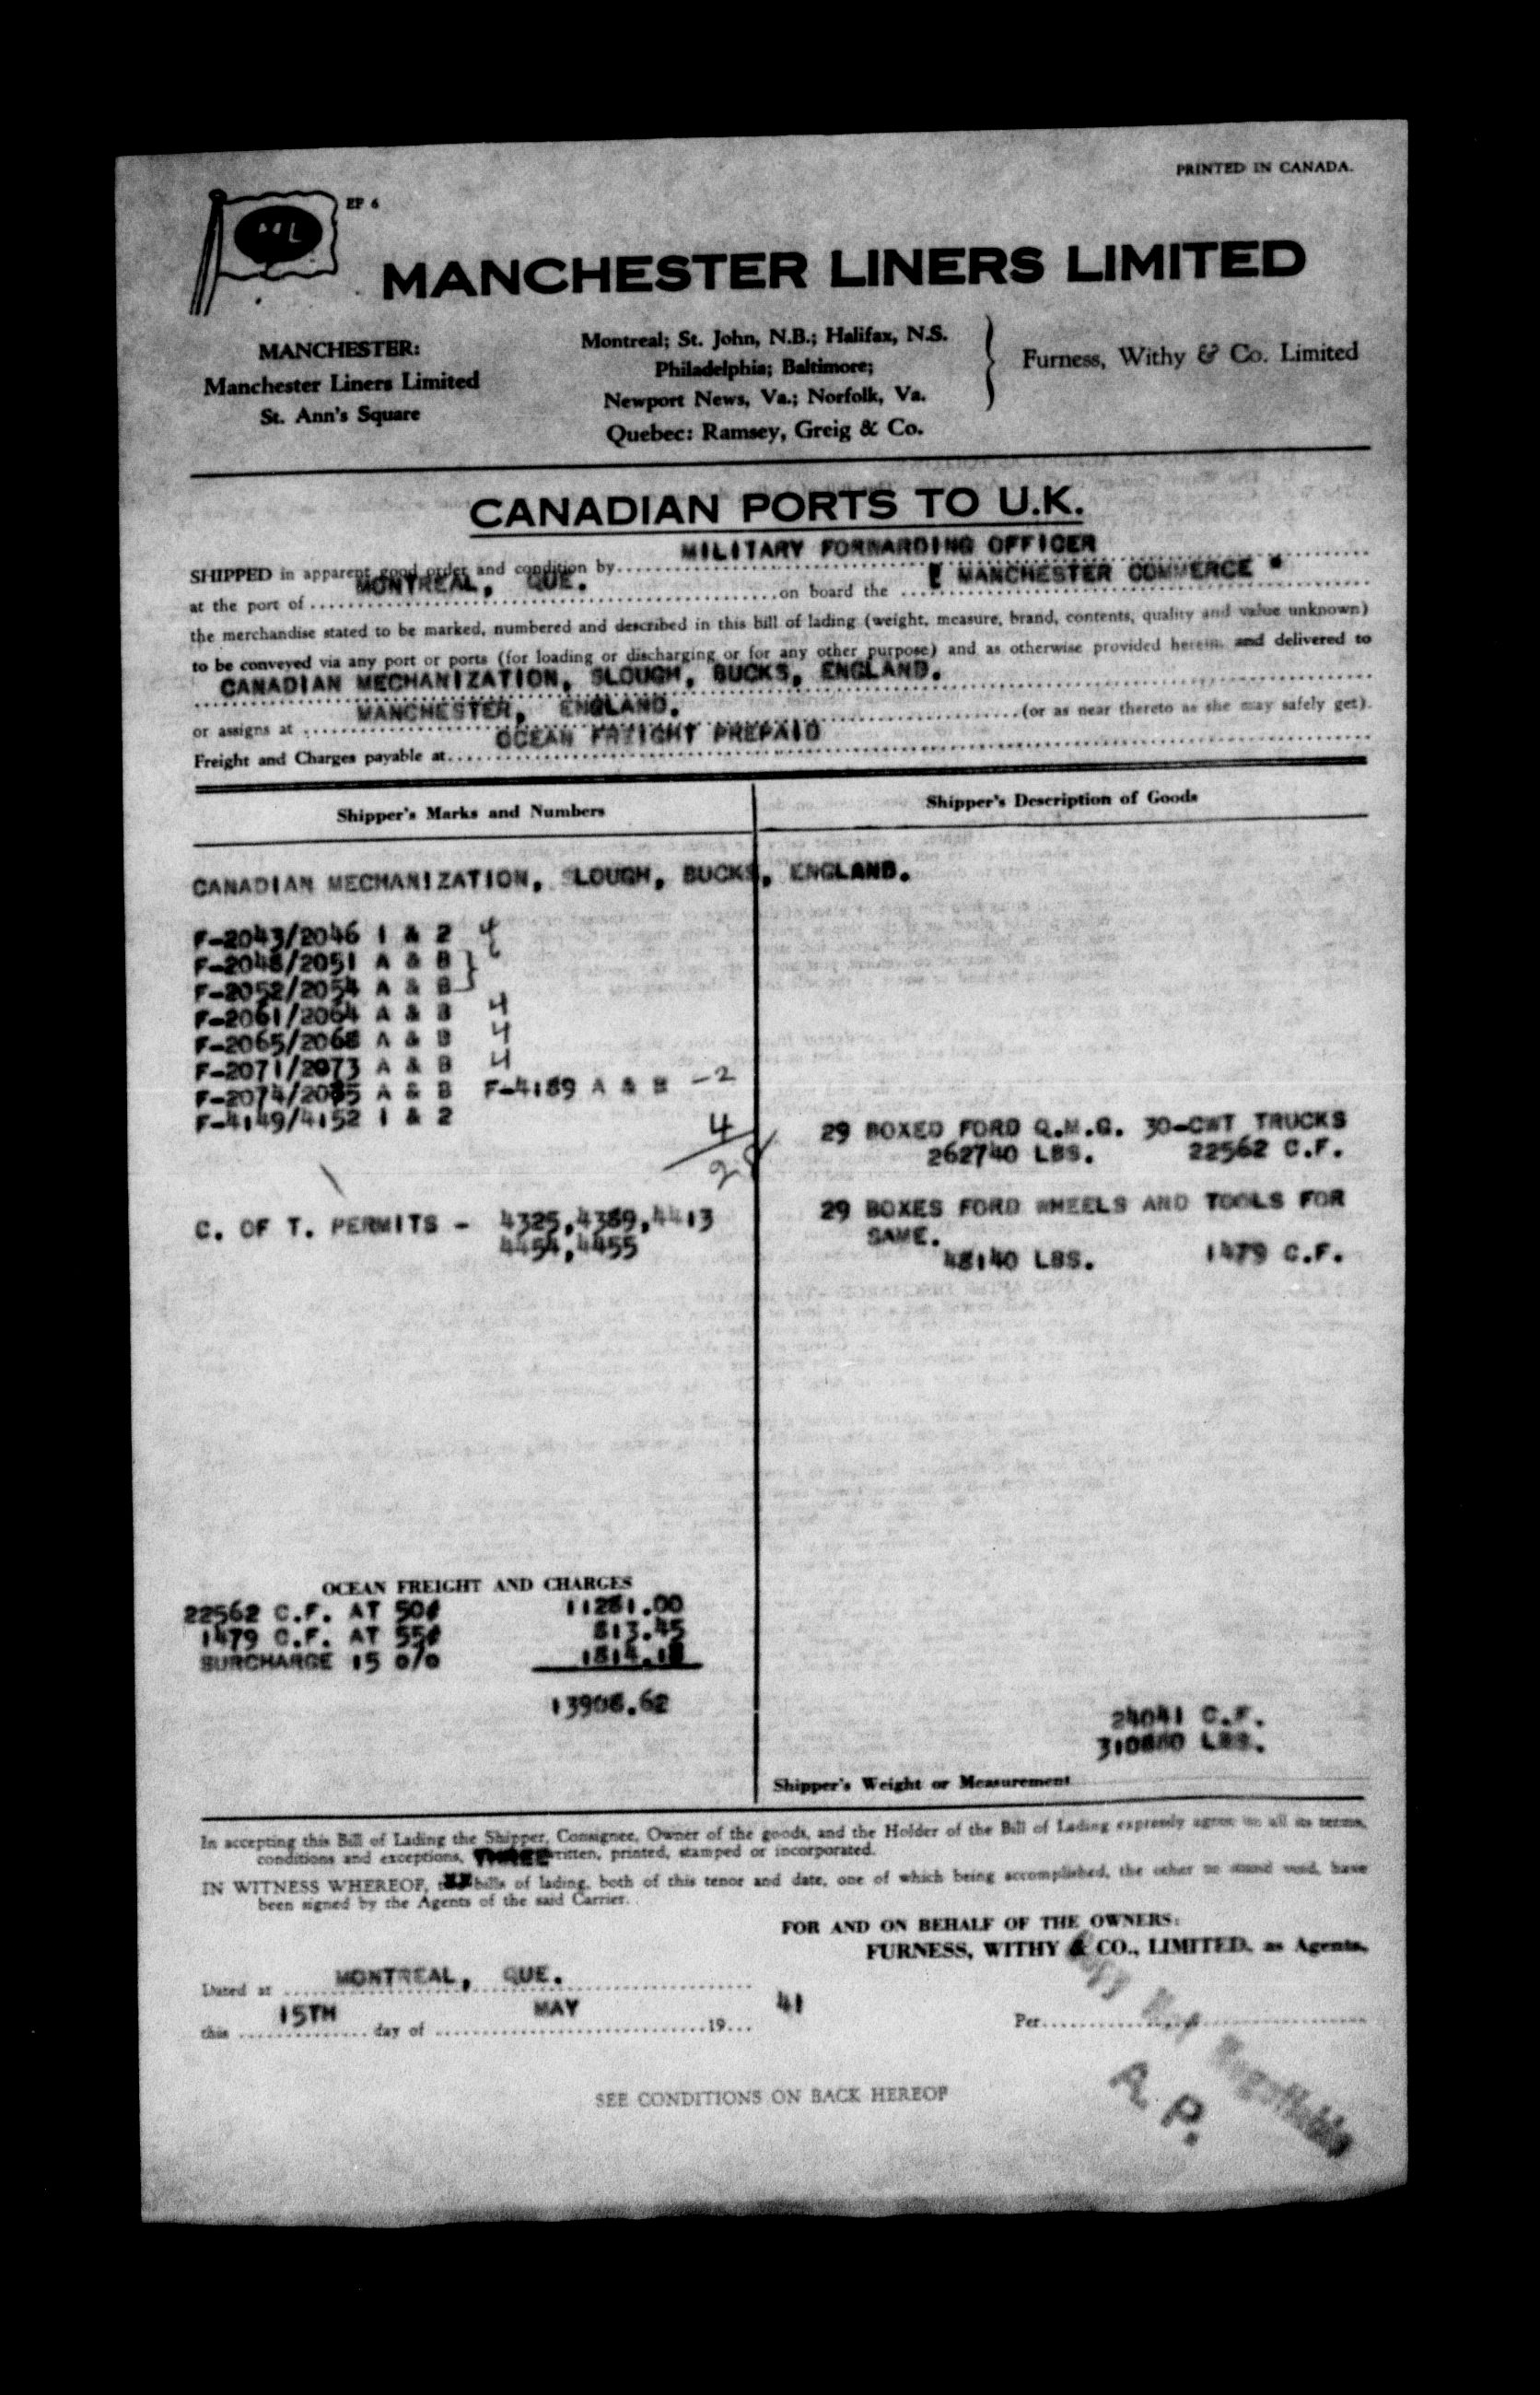 PRINTED IN CANADA.
EP 6
ML
MANCHESTER LINERS LIMITED
MANCHESTER:
Manchester Liners Limited
St. Ann's Square
Montreal; St. John, N.B.; Halifax, N.S.
Philadelphia; Baltimore;
Newport News, Va.; Norfolk, Va.
Quebec: Ramsey, Greig & Co.
Furness, Withy & Co. Limited
CANADIAN PORTS TO U.K.
SHIPPED in apparent good order and condition by MILITARY FORWARDING OFFICER
at the port of MONTREAL, QUE. on board the " MANCHESTER COMMERCE "
the merchandise stated to be marked, numbered and described in this bill of lading (weight, measure, brand, contents, quality and value unknown)
to be conveyed via any port or ports (for loading or discharging or for any other purpose) and as otherwise provided herein and delivered to
CANADIAN MECHANIZATION, SLOUGH, BUCKS, ENGLAND.
or assigns at MANCHESTER, ENGLAND. (or as near thereto as she may safely get).
Freight and Charges payable at OCEAN FREIGHT PREPAID
Shipper's Marks and Numbers
Shipper's Description of Goods
CANADIAN MECHANIZATION, SLOUGH, BUCKS, ENGLAND.
F-2043/2046 1 & 2 4
F-2048/2051 A & B
F-2052/2054 A & B
F-2061/2064 A & B 4
F-2065/2068 A & B 4
F-2071/2073 A & B 4
F-2074/2085 A & B F-4189 A & B -2
F-4149/4152 1 & 2
4
29 BOXED FORD Q.M.G. 30-CWT TRUCKS
262740 LBS. 22562 C.F.
29 BOXES FORD WHEELS AND TOOLS FOR
SAME.
48140 LBS. 1479 C.F.
C. OF T. PERMITS - 4325,4389,4413
4454,4455
OCEAN FREIGHT AND CHARGES
22562 C.F. AT 50¢ 11281.00
1479 C.F. AT 55¢ 813.45
SURCHARGE 15 o/o 1814.18
13908.62
24041 C.F.
310880 LBS.
Shipper's Weight or Measurement
In accepting this Bill of Lading the Shipper, Consignee, Owner of the goods, and the Holder of the Bill of Lading expressly agree to all its terms,
conditions and exceptions, THREE written, printed, stamped or incorporated.
IN WITNESS WHEREOF, bills of lading, both of this tenor and date, one of which being accomplished, the other to stand void, have
been signed by the Agents of the said Carrier.
FOR AND ON BEHALF OF THE OWNERS:
FURNESS, WITHY & CO., LIMITED, as Agents.
Dated at MONTREAL, QUE.
this 15TH day of MAY 19 41
Per
Copy Not Negotiable
A. P.
SEE CONDITIONS ON BACK HEREOF